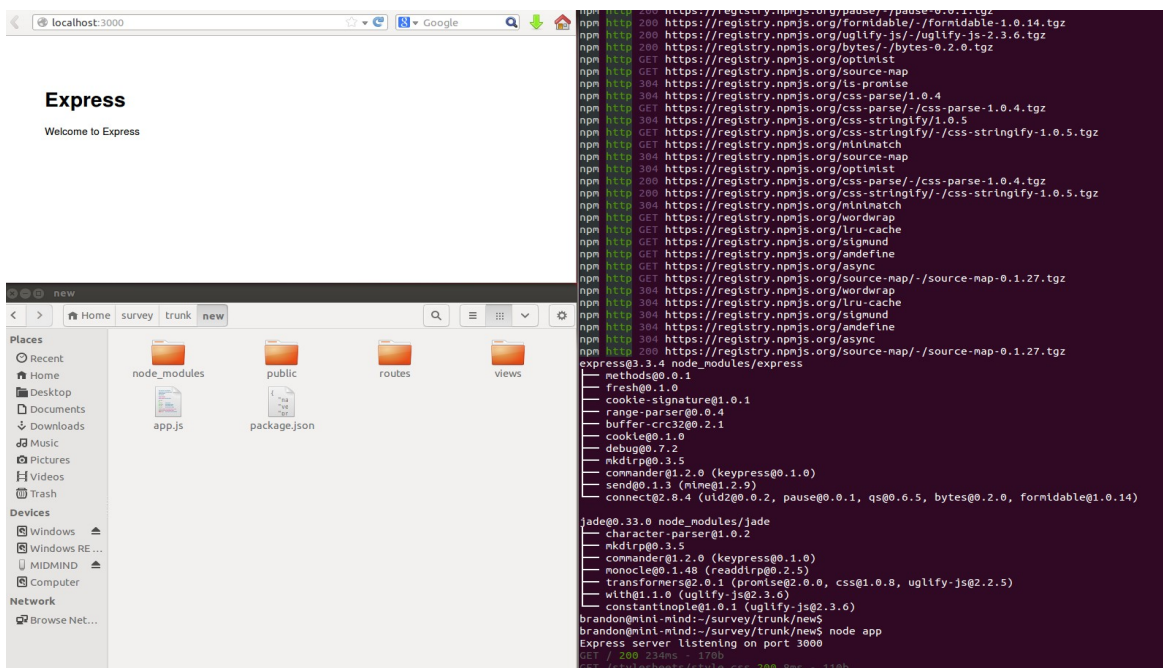 localhost:3000
Google
Express
Welcome to Express
new
Home survey trunk new
Places
Recent
Home
Desktop
Documents
Downloads
Music
Pictures
Videos
Trash
Devices
Windows
Windows RE...
MIDMIND
Computer
Network
Browse Net...
node_modules public routes views
app.js package.json
npm http 200 https://registry.npmjs.org/pause/-/pause-0.0.1.tgz
npm http 200 https://registry.npmjs.org/formidable/-/formidable-1.0.14.tgz
npm http 200 https://registry.npmjs.org/uglify-js/-/uglify-js-2.3.6.tgz
npm http 200 https://registry.npmjs.org/bytes/-/bytes-0.2.0.tgz
npm http GET https://registry.npmjs.org/optimist
npm http GET https://registry.npmjs.org/source-map
npm http 304 https://registry.npmjs.org/is-promise
npm http 304 https://registry.npmjs.org/css-parse/1.0.4
npm http GET https://registry.npmjs.org/css-parse/-/css-parse-1.0.4.tgz
npm http 304 https://registry.npmjs.org/css-stringify/1.0.5
npm http GET https://registry.npmjs.org/css-stringify/-/css-stringify-1.0.5.tgz
npm http GET https://registry.npmjs.org/minimatch
npm http 304 https://registry.npmjs.org/source-map
npm http 304 https://registry.npmjs.org/optimist
npm http 200 https://registry.npmjs.org/css-parse/-/css-parse-1.0.4.tgz
npm http 200 https://registry.npmjs.org/css-stringify/-/css-stringify-1.0.5.tgz
npm http 304 https://registry.npmjs.org/minimatch
npm http GET https://registry.npmjs.org/wordwrap
npm http GET https://registry.npmjs.org/lru-cache
npm http GET https://registry.npmjs.org/sigmund
npm http GET https://registry.npmjs.org/amdefine
npm http GET https://registry.npmjs.org/async
npm http GET https://registry.npmjs.org/source-map/-/source-map-0.1.27.tgz
npm http 304 https://registry.npmjs.org/wordwrap
npm http 304 https://registry.npmjs.org/lru-cache
npm http 304 https://registry.npmjs.org/sigmund
npm http 304 https://registry.npmjs.org/amdefine
npm http 304 https://registry.npmjs.org/async
npm http 200 https://registry.npmjs.org/source-map/-/source-map-0.1.27.tgz
express@3.3.4 node_modules/express
├── methods@0.0.1
├── fresh@0.1.0
├── cookie-signature@1.0.1
├── range-parser@0.0.4
├── buffer-crc32@0.2.1
├── cookie@0.1.0
├── debug@0.7.2
├── mkdirp@0.3.5
├── commander@1.2.0 (keypress@0.1.0)
├── send@0.1.3 (mime@1.2.9)
└── connect@2.8.4 (uid2@0.0.2, pause@0.0.1, qs@0.6.5, bytes@0.2.0, formidable@1.0.14)
jade@0.33.0 node_modules/jade
├── character-parser@1.0.2
├── mkdirp@0.3.5
├── commander@1.2.0 (keypress@0.1.0)
├── monocle@0.1.48 (readdirp@0.2.5)
├── transformers@2.0.1 (promise@2.0.0, css@1.0.8, uglify-js@2.2.5)
├── with@1.1.0 (uglify-js@2.3.6)
└── constantinople@1.0.1 (uglify-js@2.3.6)
brandon@mini-mind:~/survey/trunk/new$
brandon@mini-mind:~/survey/trunk/new$ node app
Express server listening on port 3000
GET / 200 234ms - 170b
GET /stylesheets/style.css 200 8ms - 110b